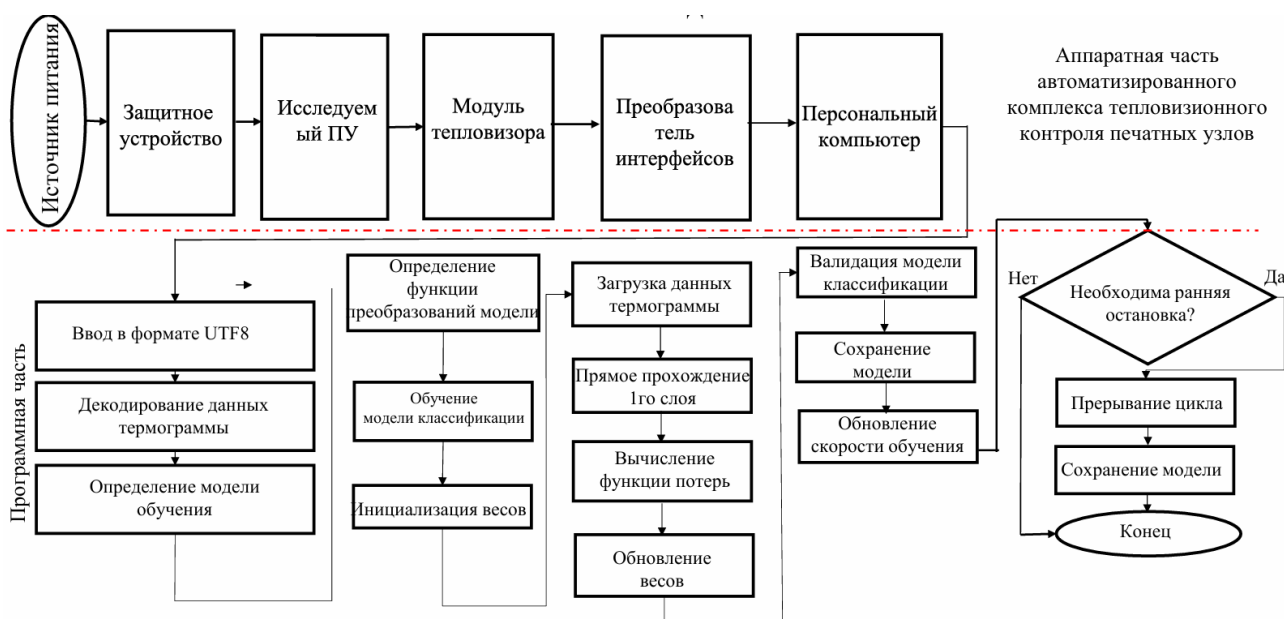 Источник питания
Защитное
устройство
Исследуем
ый ПУ
Модуль
тепловизора
Преобразова
тель
интерфейсов
Персональный
компьютер
Аппаратная часть
автоматизированного
комплекса тепловизионного
контроля печатных узлов
Программная часть
Ввод в формате UTF8
Декодирование данных
термограммы
Определение модели
обучения
Определение
функции
преобразований модели
Обучение
модели классификации
Инициализация весов
Загрузка данных
термограммы
Прямое прохождение
1го слоя
Вычисление
функции потерь
Обновление
весов
Валидация модели
классификации
Сохранение
модели
Обновление
скорости обучения
Нет
Необходима ранняя
остановка?
Да
Прерывание цикла
Сохранение модели
Конец